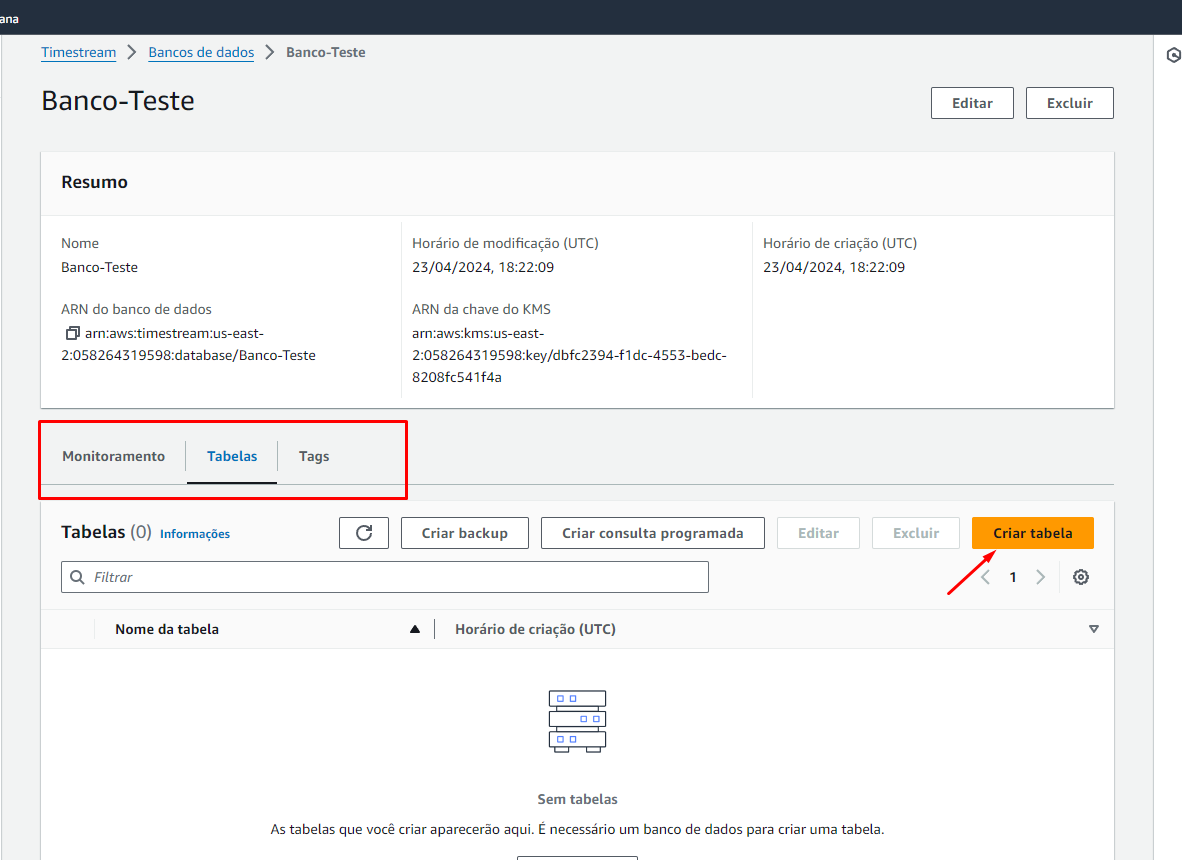 ana
Timestream > Bancos de dados > Banco-Teste
Banco-Teste
Editar
Excluir
Resumo
Nome
Banco-Teste
ARN do banco de dados
arn:aws:timestream:us-east-
2:058264319598:database/Banco-Teste
Horário de modificação (UTC)
23/04/2024, 18:22:09
ARN da chave do KMS
arn:aws:kms:us-east-
2:058264319598:key/dbfc2394-f1dc-4553-bedc-
8208fc541f4a
Horário de criação (UTC)
23/04/2024, 18:22:09
Monitoramento
Tabelas
Tags
Tabelas (0) Informações
Criar backup
Criar consulta programada
Editar
Excluir
Criar tabela
Filtrar
1
Nome da tabela
Horário de criação (UTC)
Sem tabelas
As tabelas que você criar aparecerão aqui. É necessário um banco de dados para criar uma tabela.